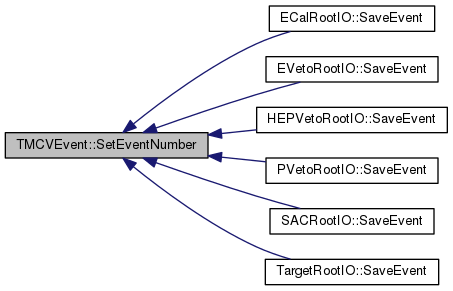 ECalRootIO::SaveEvent
EVetoRootIO::SaveEvent
HEPVetoRootIO::SaveEvent
TMCVEvent::SetEventNumber
PVetoRootIO::SaveEvent
SACRootIO::SaveEvent
TargetRootIO::SaveEvent